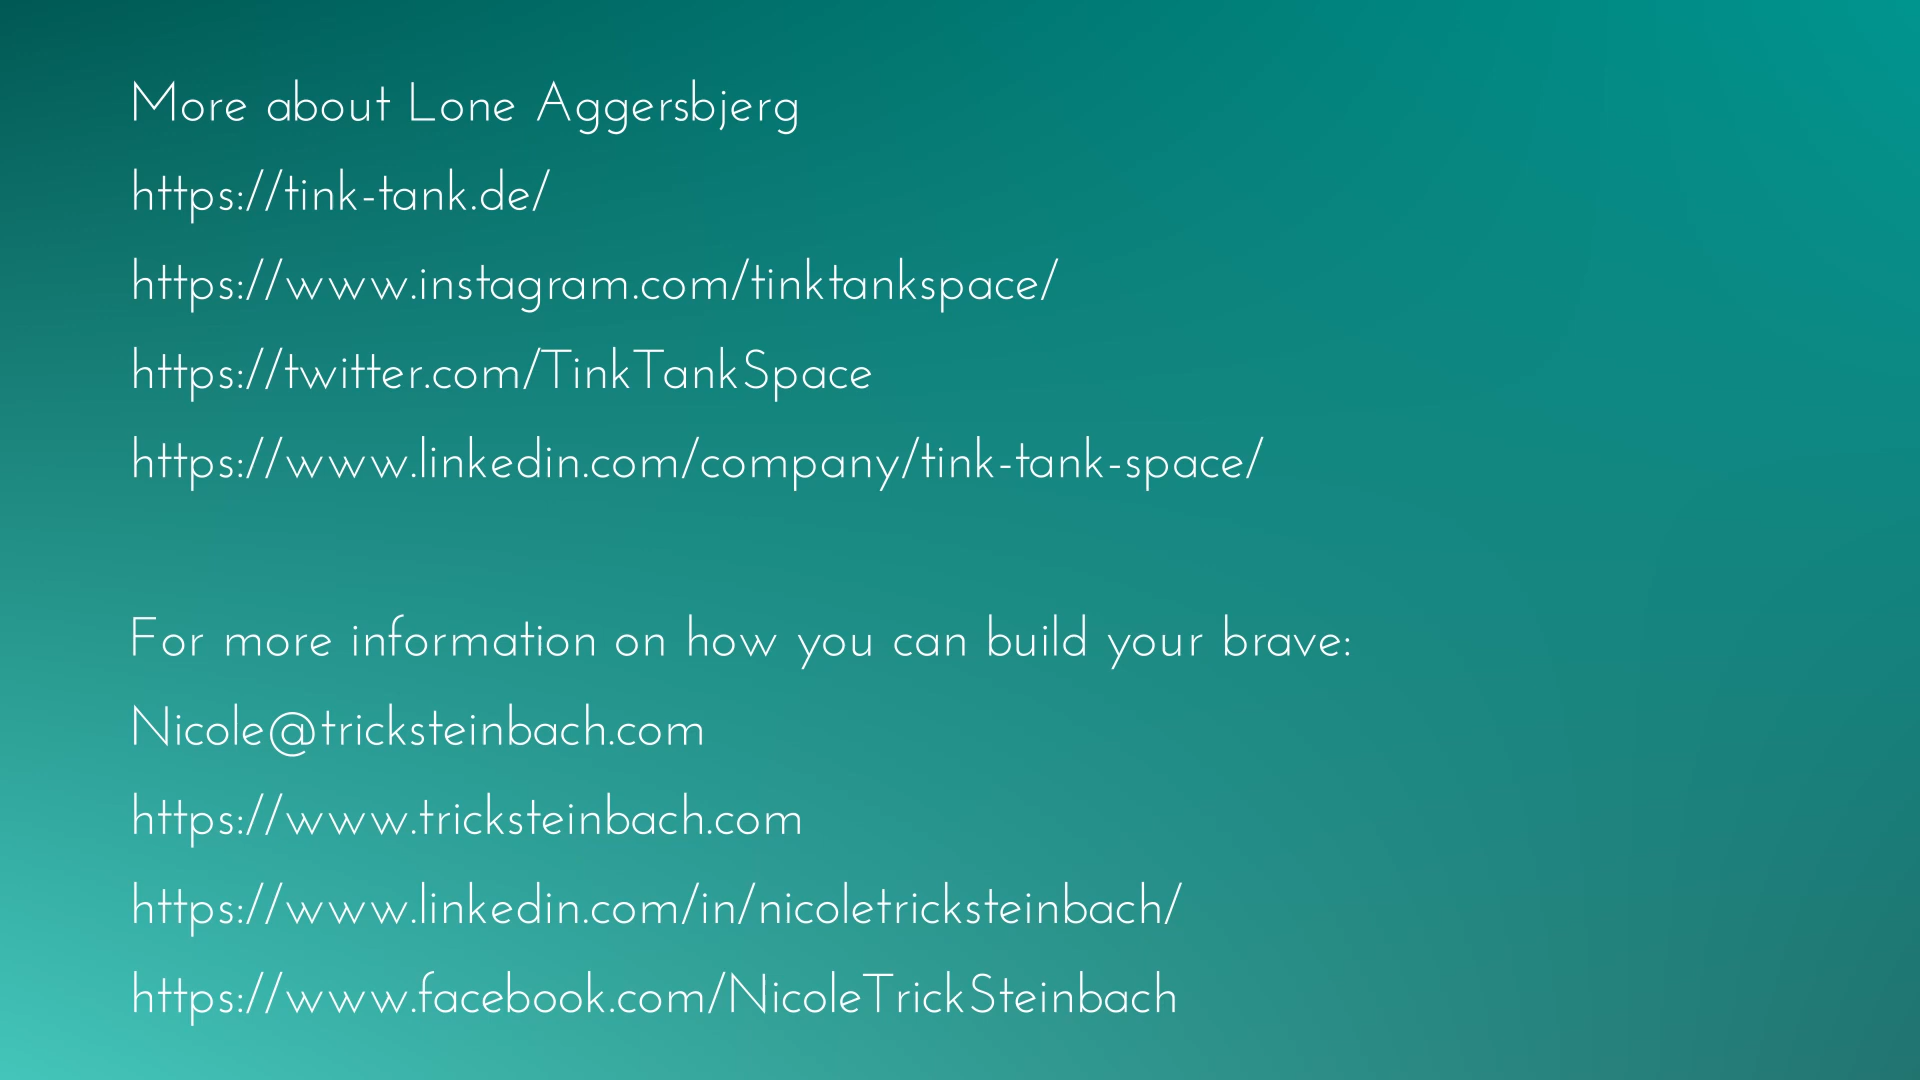 More about Lone Aggersbjerg
https://tink-tank.de/
https://www.instagram.com/tinktankspace/
https://twitter.com/TinkTankSpace
https://www.linkedin.com/company/tink-tank-space/
For more information on how you can build your brave:
Nicole@tricksteinbach.com
https://www.tricksteinbach.com
https://www.linkedin.com/in/nicoletricksteinbach/
https://www.facebook.com/NicoleTrickSteinbach